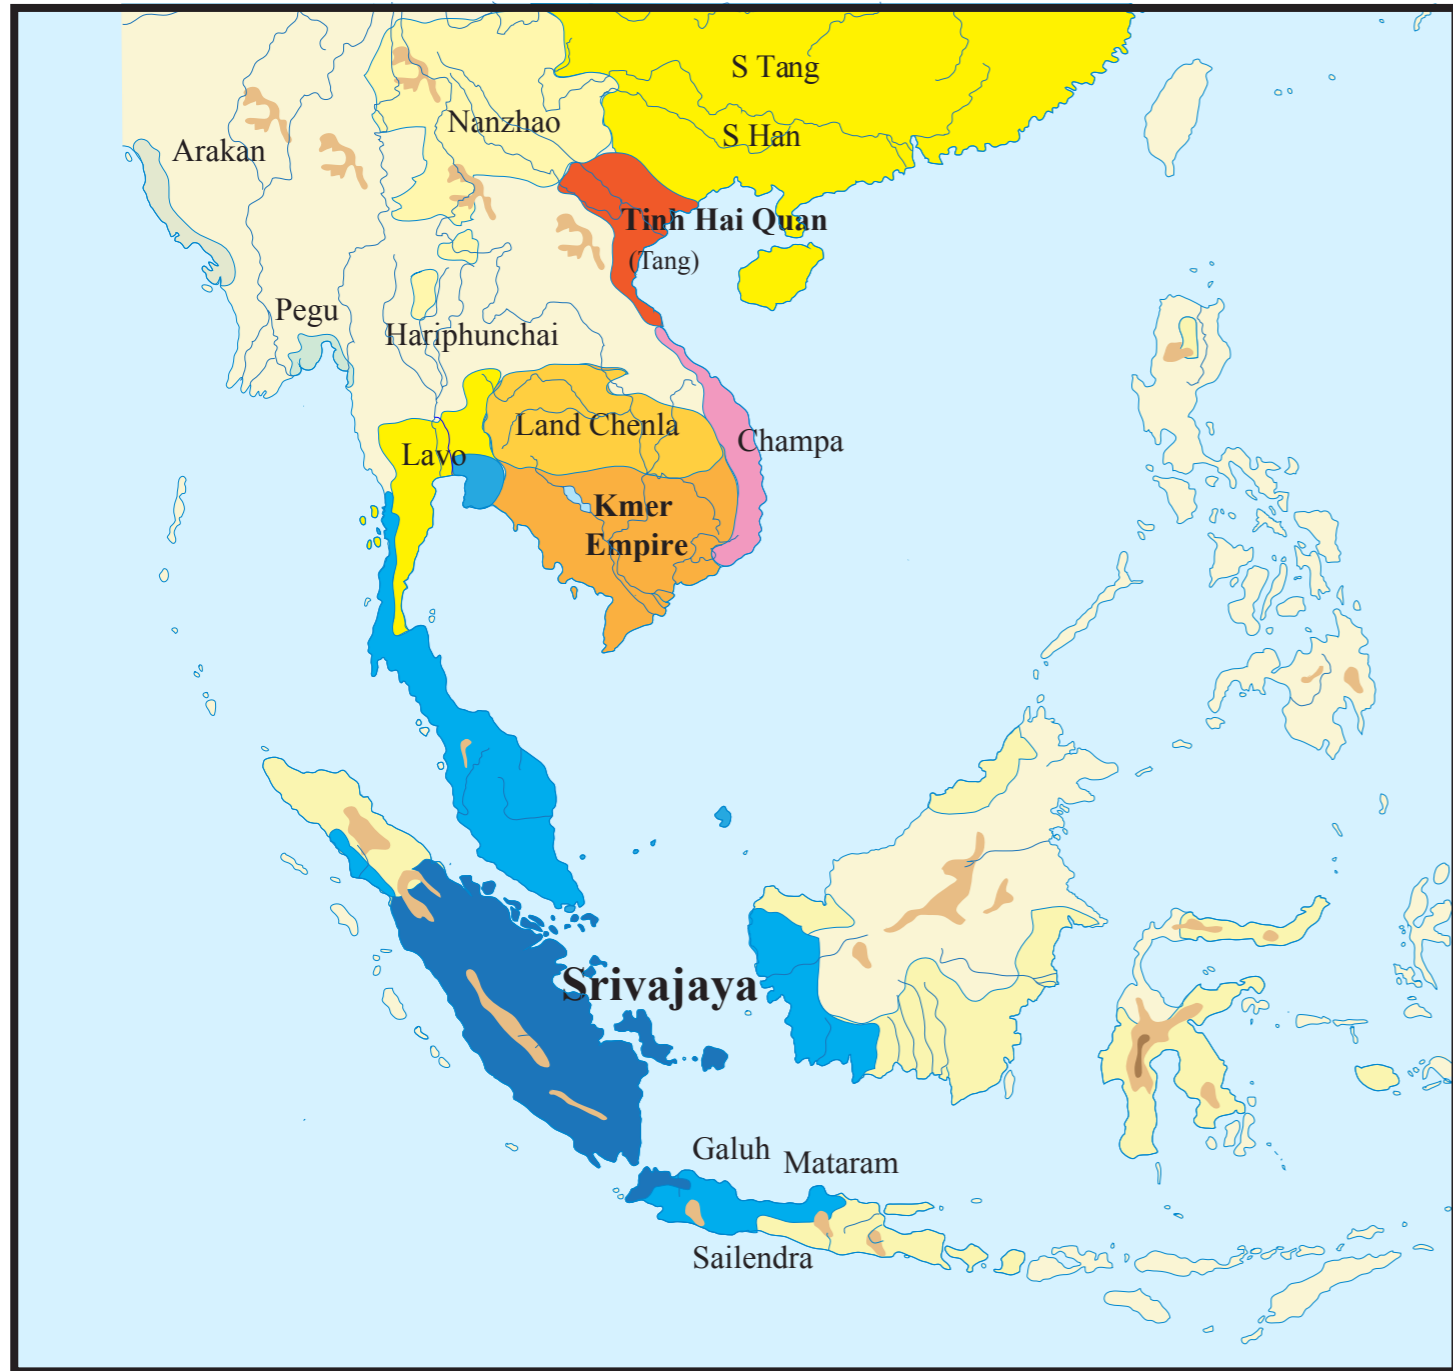 S Tang
Nanzhao
S Han
Arakan
Tinh Hai Quan
(Tang)
Pegu
Hariphunchai
Land Chenla
Champa
Lavo
Kmer
Empire
Srivajaya
Galuh
Mataram
Sailendra